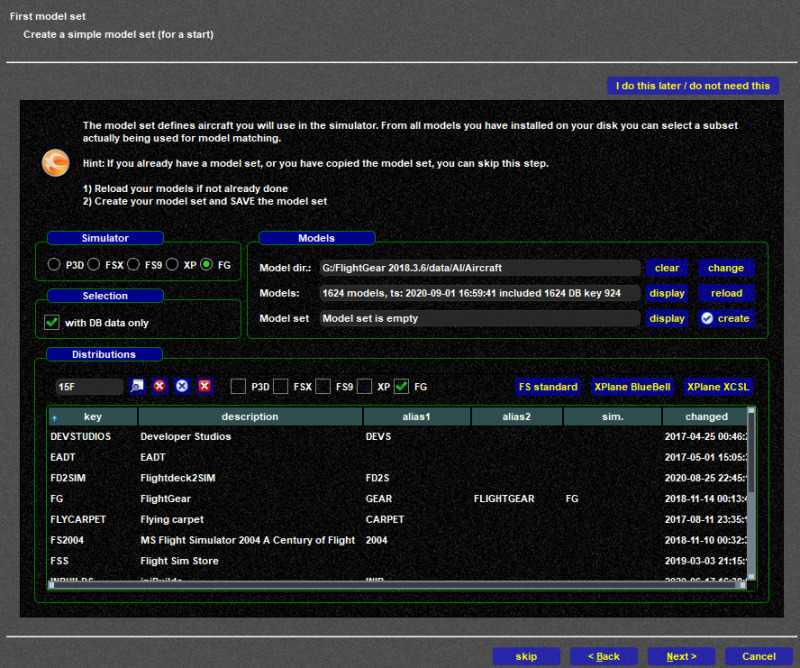 First model set
Create a simple model set (for a start)
I do this later / do not need this
The model set defines aircraft you will use in the simulator. From all models you have installed on your disk you can select a subset
actually being used for model matching.
Hint: If you already have a model set, or you have copied the model set, you can skip this step.
1) Reload your models if not already done
2) Create your model set and SAVE the model set
Simulator
P3D FSX FS9 XP FG
Selection
with DB data only
Models
Model dir.: G:/FlightGear 2018.3.6/data/AI/Aircraft clear change
Models: 1624 models, ts: 2020-09-01 16:59:41 included 1624 DB key 924 display reload
Model set Model set is empty display create
Distributions
15F P3D FSX FS9 XP FG FS standard XPlane BlueBell XPlane XCSL
key description alias1 alias2 sim. changed
DEVSTUDIOS Developer Studios DEVS 2017-04-25 00:46:
EADT EADT 2017-05-01 15:05:
FD2SIM Flightdeck2SIM FD2S 2020-08-25 22:45:
FG FlightGear GEAR FLIGHTGEAR FG 2018-11-14 00:13:
FLYCARPET Flying carpet CARPET 2017-08-11 23:35:
FS2004 MS Flight Simulator 2004 A Century of Flight 2004 2018-11-10 00:32:
FSS Flight Sim Store 2019-03-03 21:15:
INIBUILDS iniBuilds INIB
skip < Back Next > Cancel